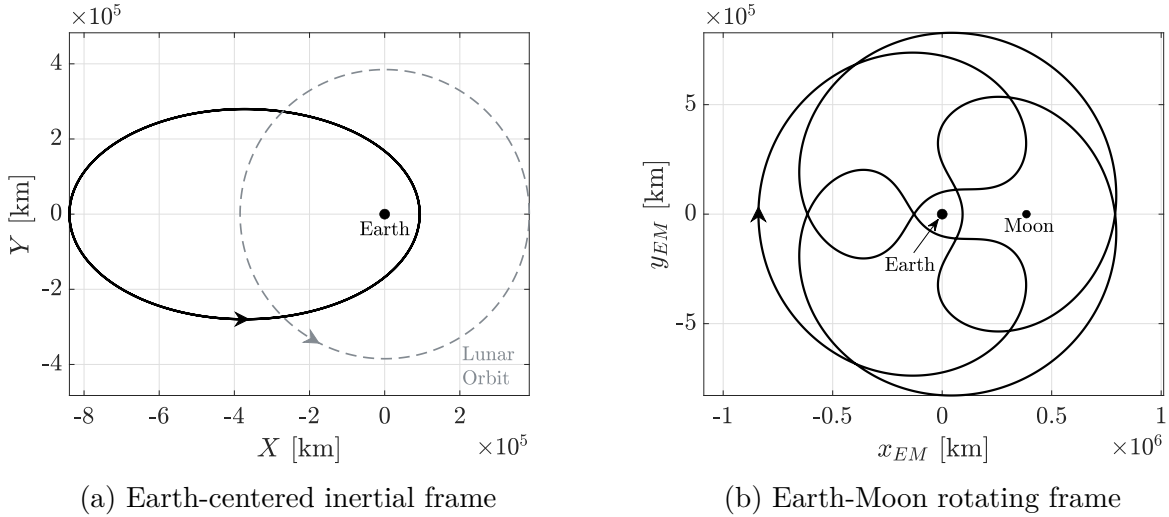 ×10⁵
4
2
0
-2
-4
Y [km]
Earth
Lunar
Orbit
-8
-6
-4
-2
0
2
×10⁵
X [km]
(a) Earth-centered inertial frame
×10⁵
5
0
-5
y_EM [km]
Moon
Earth
-1
-0.5
0
0.5
1
×10⁶
x_EM [km]
(b) Earth-Moon rotating frame